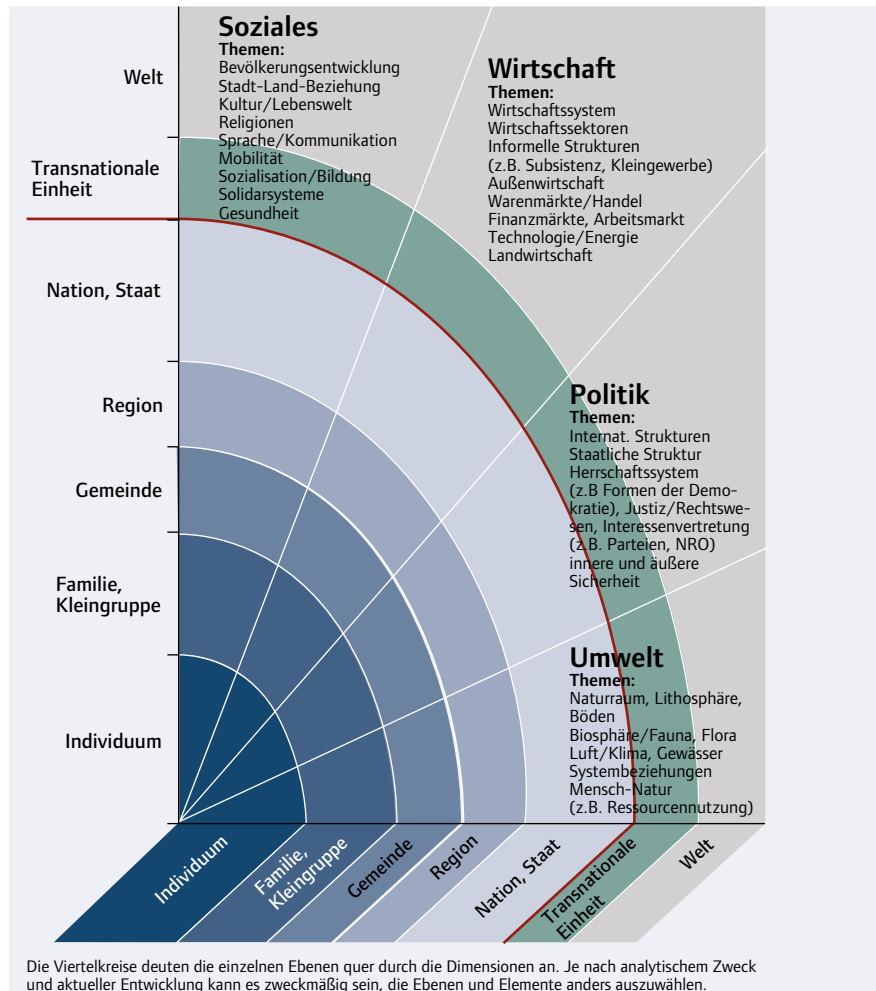 Soziales
Themen:
Bevölkerungsentwicklung
Stadt-Land-Beziehung
Kultur/Lebenswelt
Religionen
Sprache/Kommunikation
Mobilität
Sozialisation/Bildung
Solidarsysteme
Gesundheit
Wirtschaft
Themen:
Wirtschaftssystem
Wirtschaftssektoren
Informelle Strukturen
(z.B. Subsistenz, Kleingewerbe)
Außenwirtschaft
Warenmärkte/Handel
Finanzmärkte, Arbeitsmarkt
Technologie/Energie
Landwirtschaft
Politik
Themen:
Internat. Strukturen
Staatliche Struktur
Herrschaftssystem
(z.B Formen der Demo-
kratie), Justiz/Rechtswe-
sen, Interessenvertretung
(z.B. Parteien, NRO)
innere und äußere
Sicherheit
Umwelt
Themen:
Naturraum, Lithosphäre,
Böden
Biosphäre/Fauna, Flora
Luft/Klima, Gewässer
Systembeziehungen
Mensch-Natur
(z.B. Ressourcennutzung)
Welt
Transnationale
Einheit
Nation, Staat
Region
Gemeinde
Familie,
Kleingruppe
Individuum
Individuum
Familie,
Kleingruppe
Gemeinde
Region
Nation, Staat
Transnationale
Einheit
Welt
Die Viertelkreise deuten die einzelnen Ebenen quer durch die Dimensionen an. Je nach analytischem Zweck
und aktueller Entwicklung kann es zweckmäßig sein, die Ebenen und Elemente anders auszuwählen.